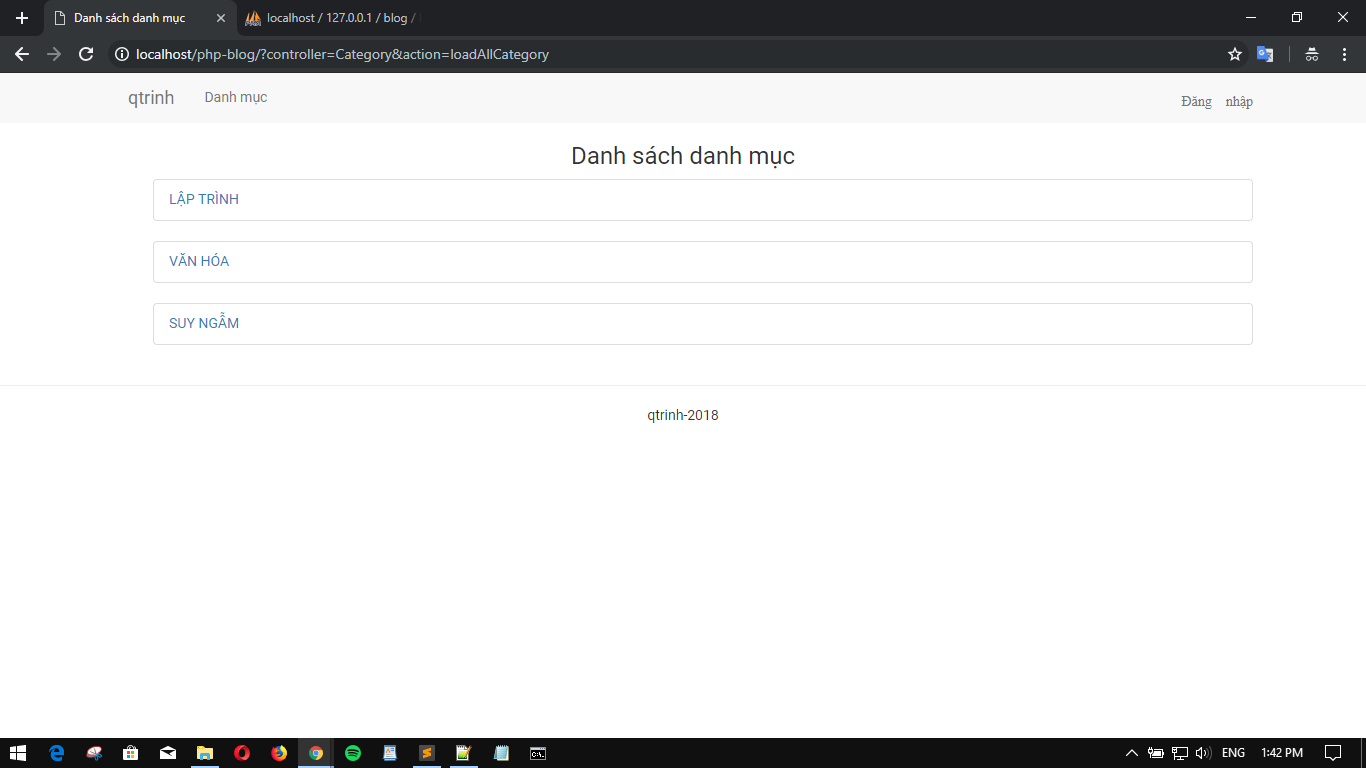 Danh sách danh mục
localhost / 127.0.0.1 / blog /
localhost/php-blog/?controller=Category&action=loadAllCategory
qtrinh Danh mục Đăng nhập
Danh sách danh mục
LẬP TRÌNH
VĂN HÓA
SUY NGẪM
qtrinh-2018
ENG 1:42 PM